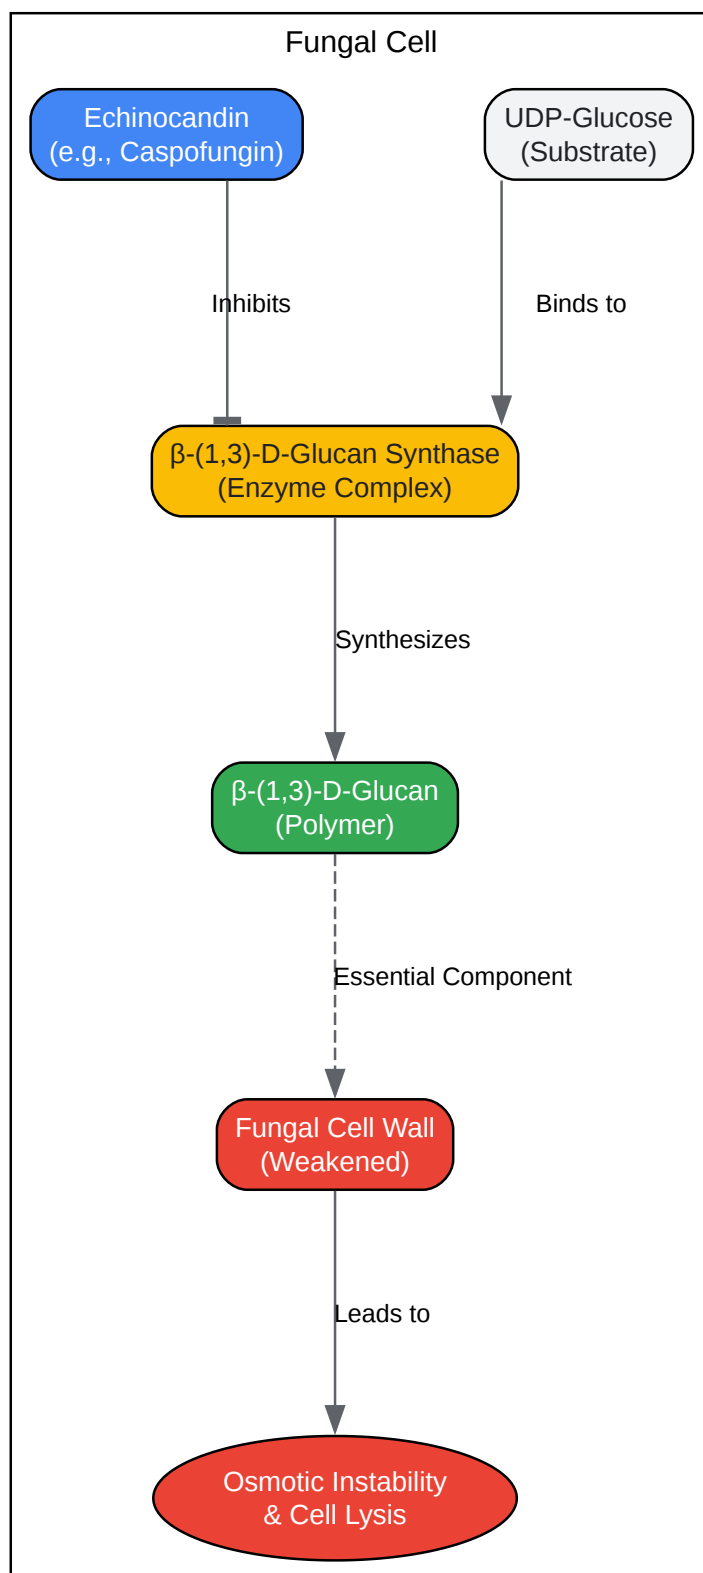 Fungal Cell
Echinocandin
(e.g., Caspofungin)
UDP-Glucose
(Substrate)
Inhibits
Binds to
β-(1,3)-D-Glucan Synthase
(Enzyme Complex)
Synthesizes
β-(1,3)-D-Glucan
(Polymer)
Essential Component
Fungal Cell Wall
(Weakened)
Leads to
Osmotic Instability
& Cell Lysis